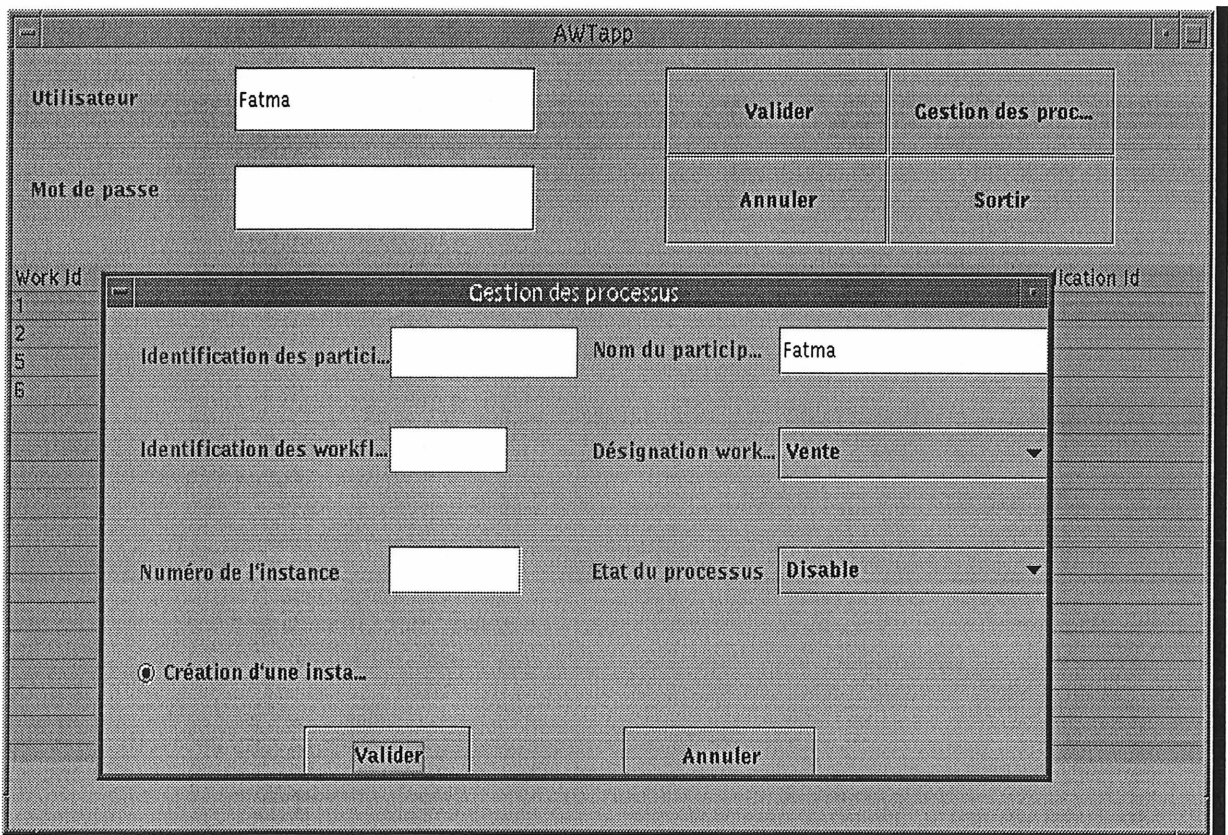 AWTapp
Utilisateur
Fatma
Valider
Gestion des proc...
Mot de passe
Annuler
Sortir
Work Id
lication Id
1
2
5
6
Gestion des processus
Identification des partici...
Nom du particip...
Fatma
Identification des workfl...
Désignation work...
Vente
Numéro de l'instance
Etat du processus
Disable
Création d'une insta...
Valider
Annuler